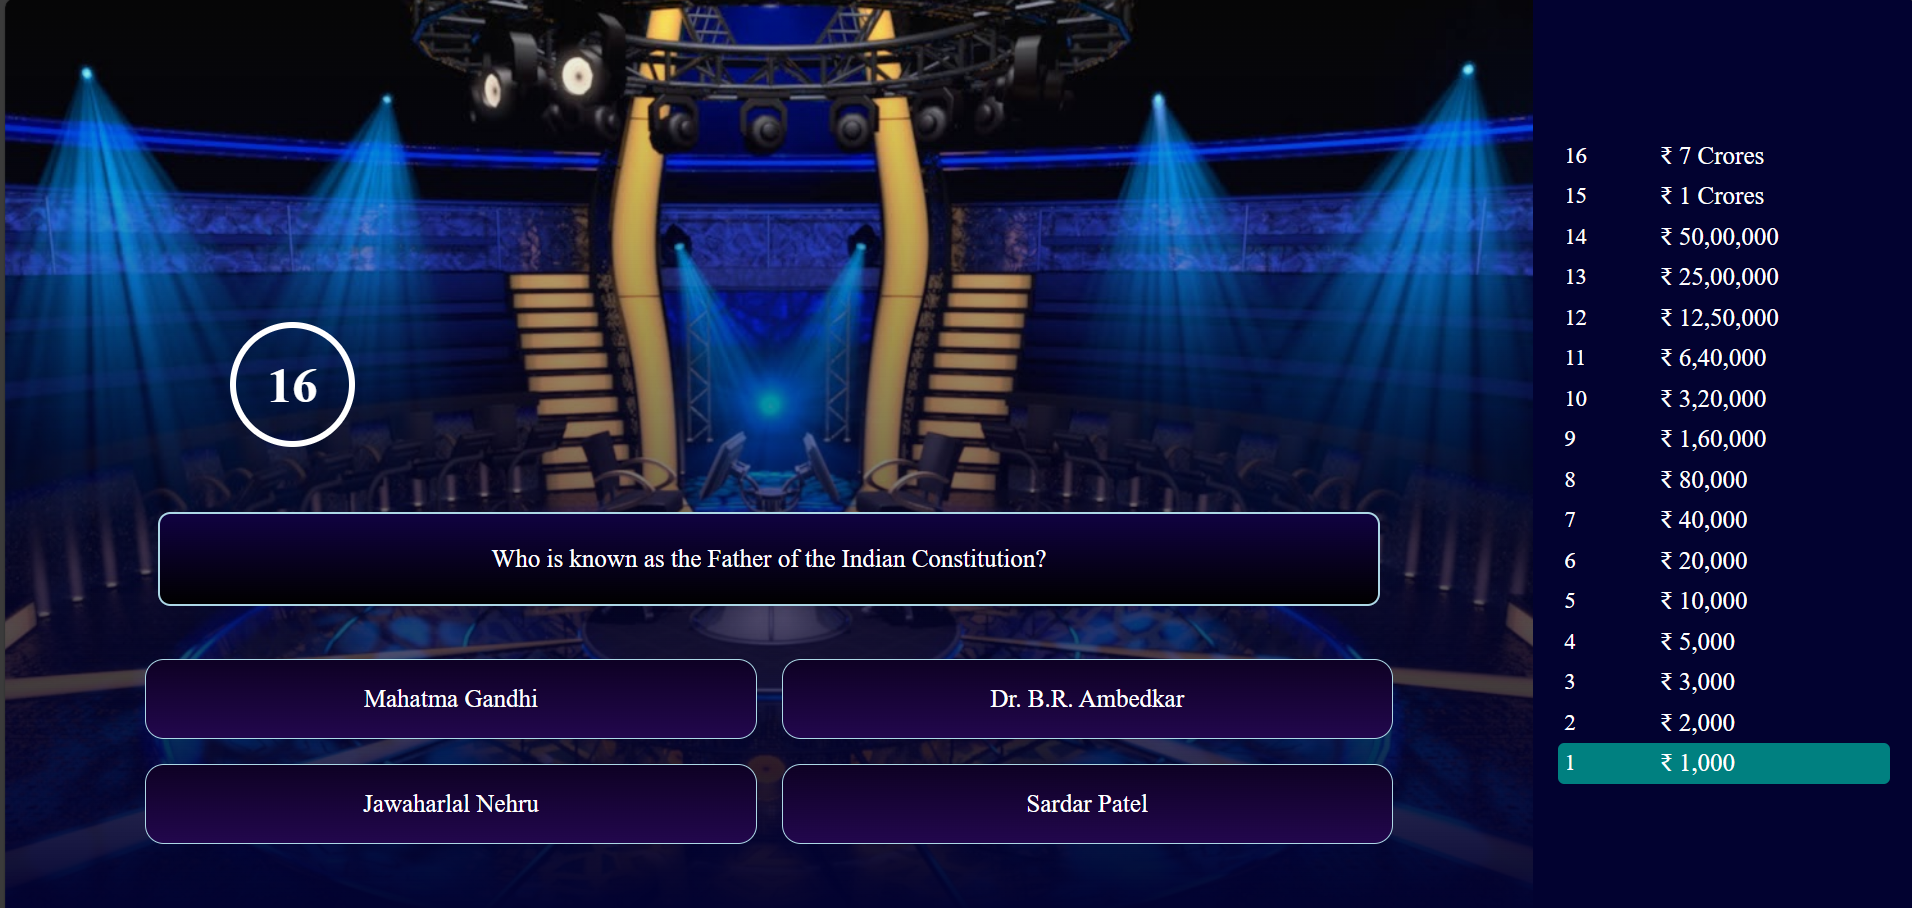 16
Who is known as the Father of the Indian Constitution?
Mahatma Gandhi
Dr. B.R. Ambedkar
Jawaharlal Nehru
Sardar Patel
16 ₹ 7 Crores
15 ₹ 1 Crores
14 ₹ 50,00,000
13 ₹ 25,00,000
12 ₹ 12,50,000
11 ₹ 6,40,000
10 ₹ 3,20,000
9 ₹ 1,60,000
8 ₹ 80,000
7 ₹ 40,000
6 ₹ 20,000
5 ₹ 10,000
4 ₹ 5,000
3 ₹ 3,000
2 ₹ 2,000
1 ₹ 1,000